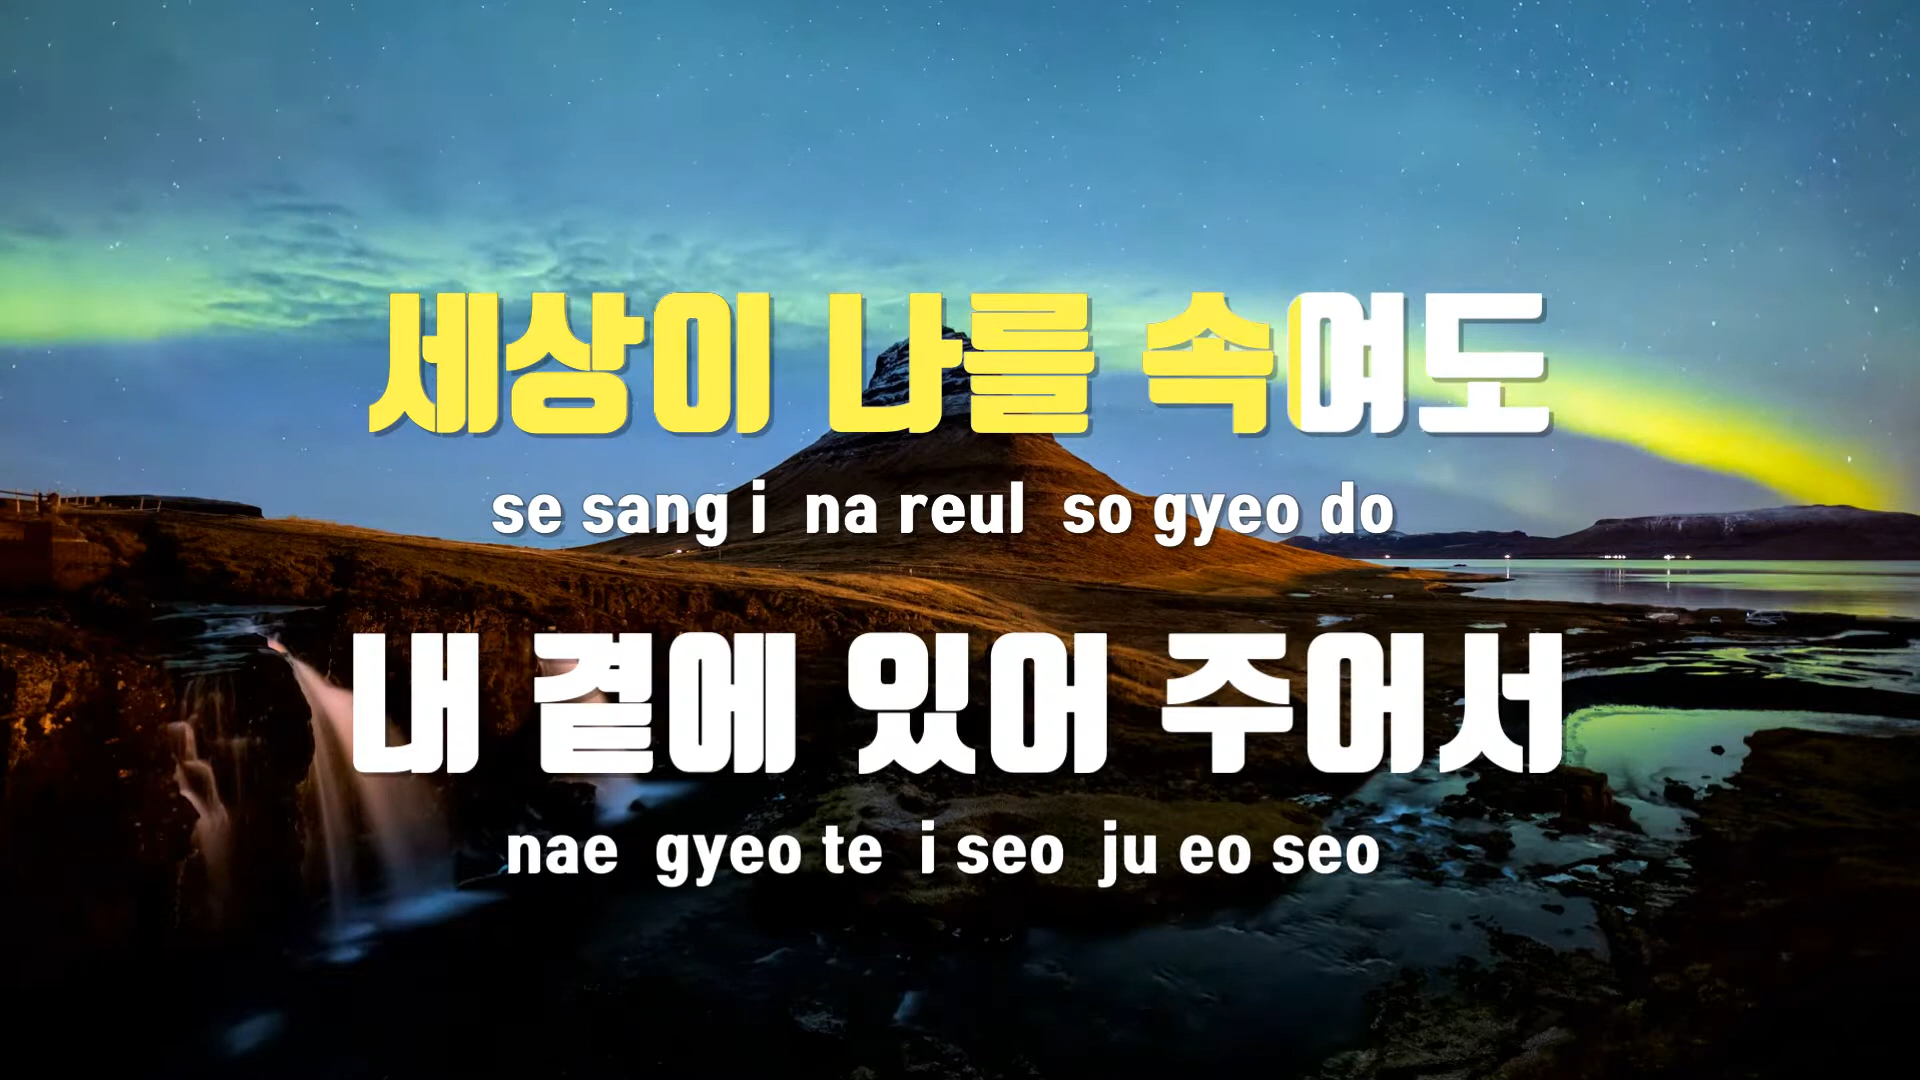 세상이 나를 속여도
se sang i na reul so gyeo do
내 곁에 있어 주어서
nae gyeo te i seo ju eo seo